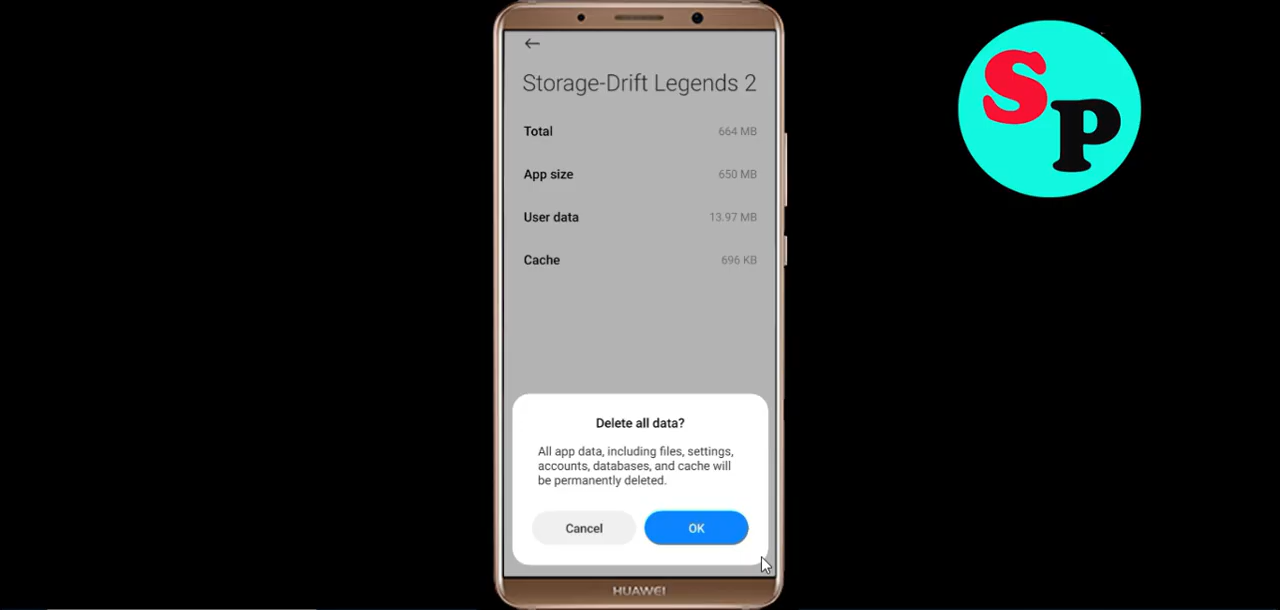 Storage-Drift Legends 2
Total 664 MB
App size 650 MB
User data 13.97 MB
Cache 696 KB
Delete all data?
All app data, including files, settings,
accounts, databases, and cache will
be permanently deleted.
Cancel OK
HUAWEI
SP